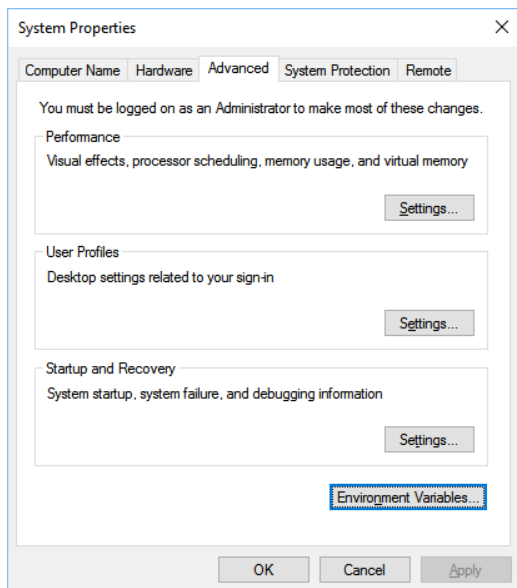 System Properties
Computer Name Hardware Advanced System Protection Remote
You must be logged on as an Administrator to make most of these changes.
Performance
Visual effects, processor scheduling, memory usage, and virtual memory
Settings...
User Profiles
Desktop settings related to your sign-in
Settings...
Startup and Recovery
System startup, system failure, and debugging information
Settings...
Environment Variables...
OK Cancel Apply